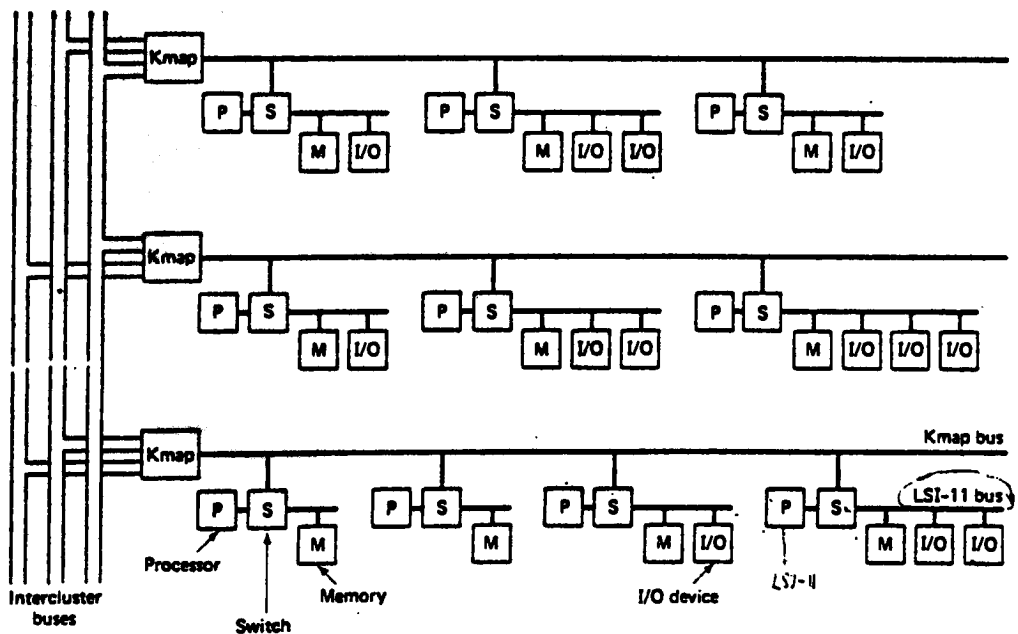 Kmap
P S P S P S
M I/O M I/O I/O M I/O
Kmap
P S P S P S
M I/O M I/O I/O M I/O I/O I/O
Kmap bus
Kmap
LSI-11 bus
P S P S P S P S
M M M I/O M I/O I/O
Processor
LSI-11
Memory
I/O device
Intercluster
buses
Switch